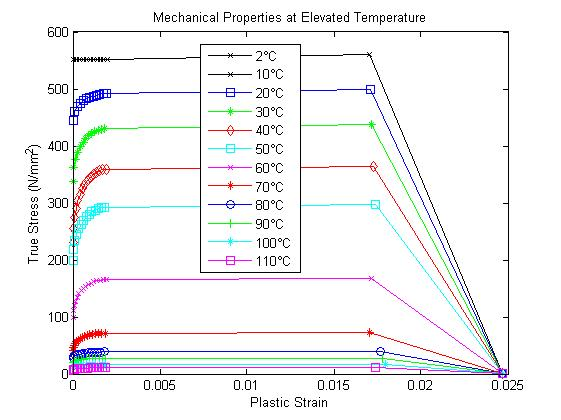 Mechanical Properties at Elevated Temperature
600
500
400
300
200
100
0
True Stress (N/mm²)
2°C
10°C
20°C
30°C
40°C
50°C
60°C
70°C
80°C
90°C
100°C
110°C
0
0.005
0.01
0.015
0.02
0.025
Plastic Strain